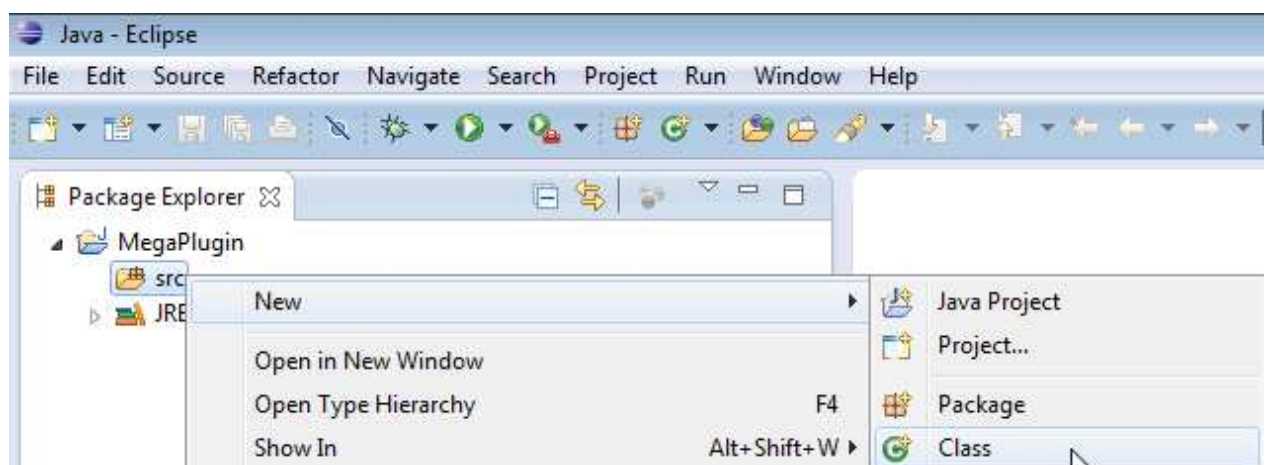 Java - Eclipse
File Edit Source Refactor Navigate Search Project Run Window Help
Package Explorer
MegaPlugin
src
JRE
New
Open in New Window
Open Type Hierarchy F4
Show In Alt+Shift+W
Java Project
Project...
Package
Class